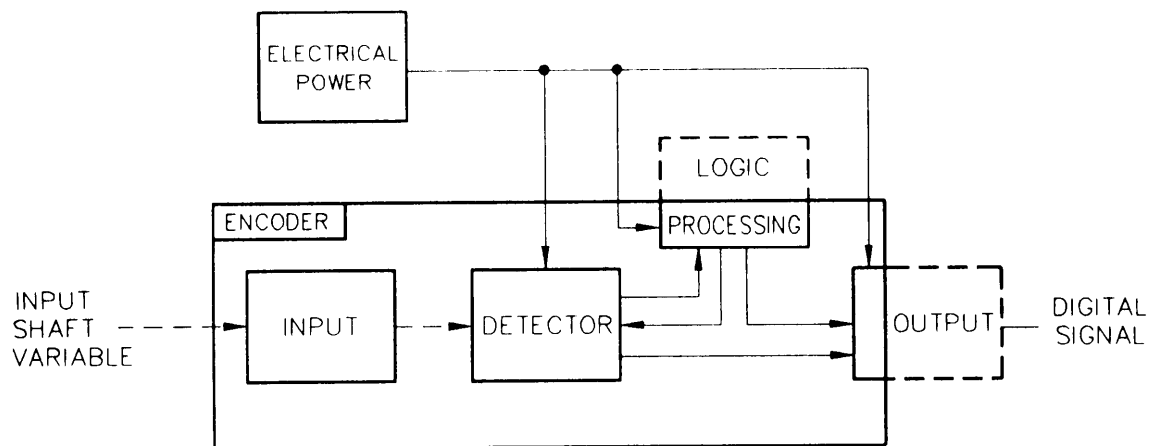 ELECTRICAL
POWER
LOGIC
PROCESSING
ENCODER
INPUT
SHAFT
VARIABLE
INPUT
DETECTOR
OUTPUT
DIGITAL
SIGNAL